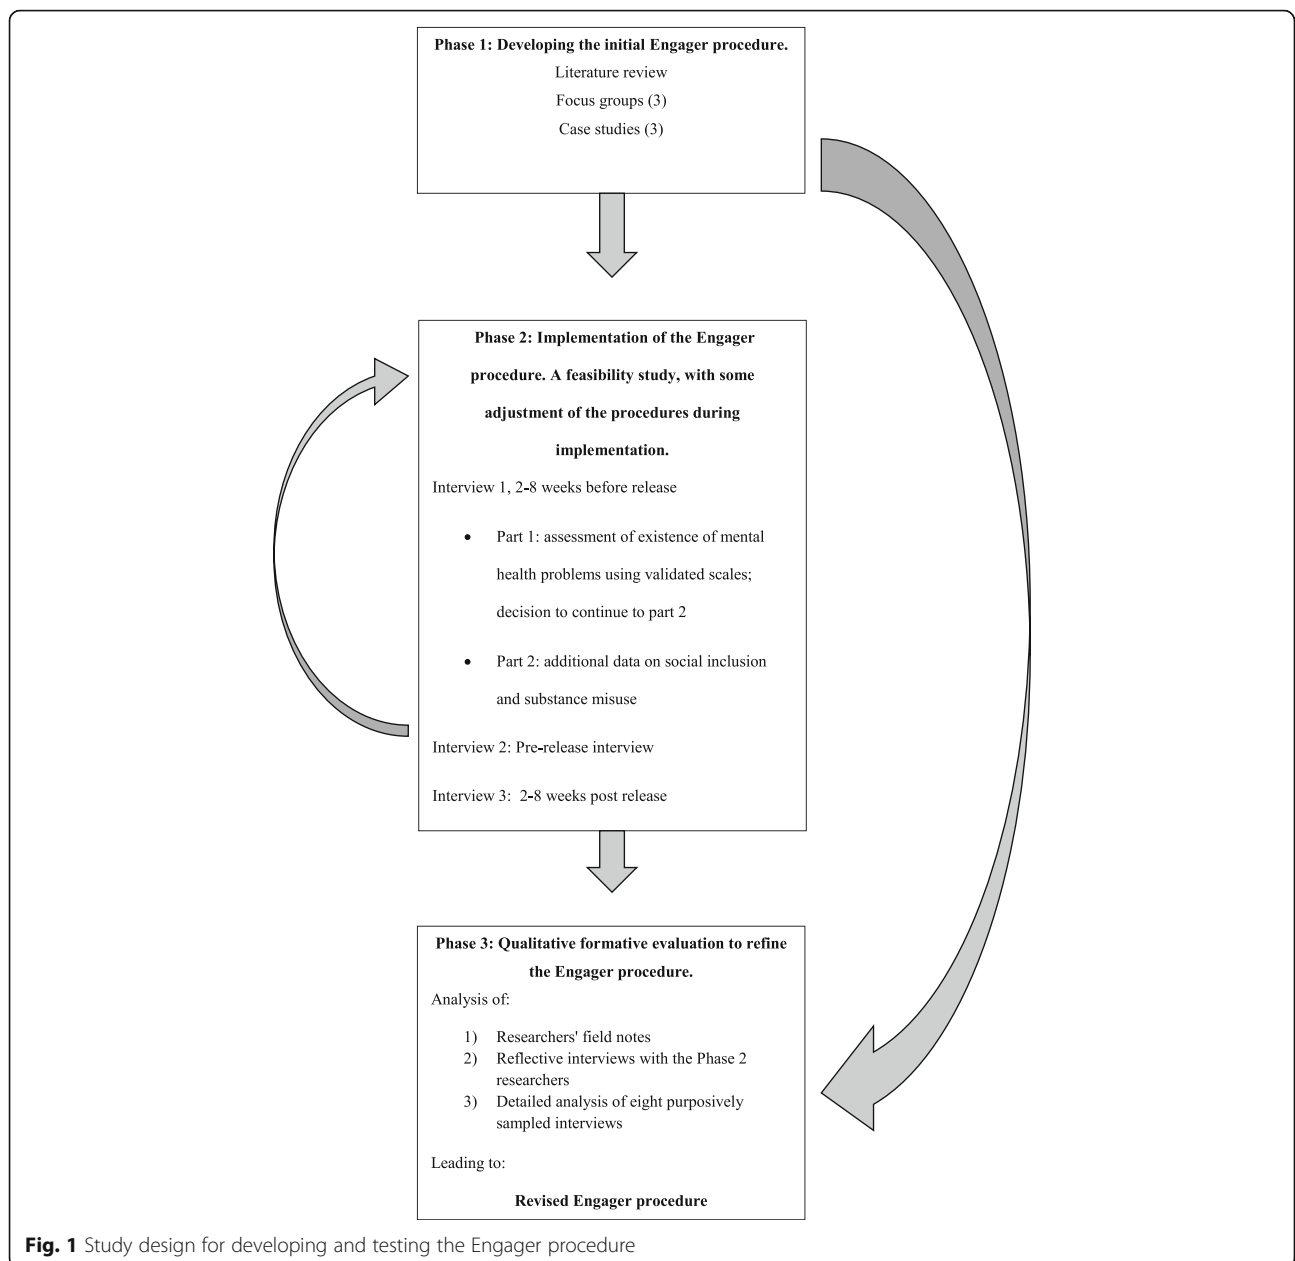 Phase 1: Developing the initial Engager procedure.
Literature review
Focus groups (3)
Case studies (3)
Phase 2: Implementation of the Engager
procedure. A feasibility study, with some
adjustment of the procedures during
implementation.
Interview 1, 2-8 weeks before release
• Part 1: assessment of existence of mental
health problems using validated scales;
decision to continue to part 2
• Part 2: additional data on social inclusion
and substance misuse
Interview 2: Pre-release interview
Interview 3: 2-8 weeks post release
Phase 3: Qualitative formative evaluation to refine
the Engager procedure.
Analysis of:
1) Researchers' field notes
2) Reflective interviews with the Phase 2
researchers
3) Detailed analysis of eight purposively
sampled interviews
Leading to:
Revised Engager procedure
Fig. 1 Study design for developing and testing the Engager procedure